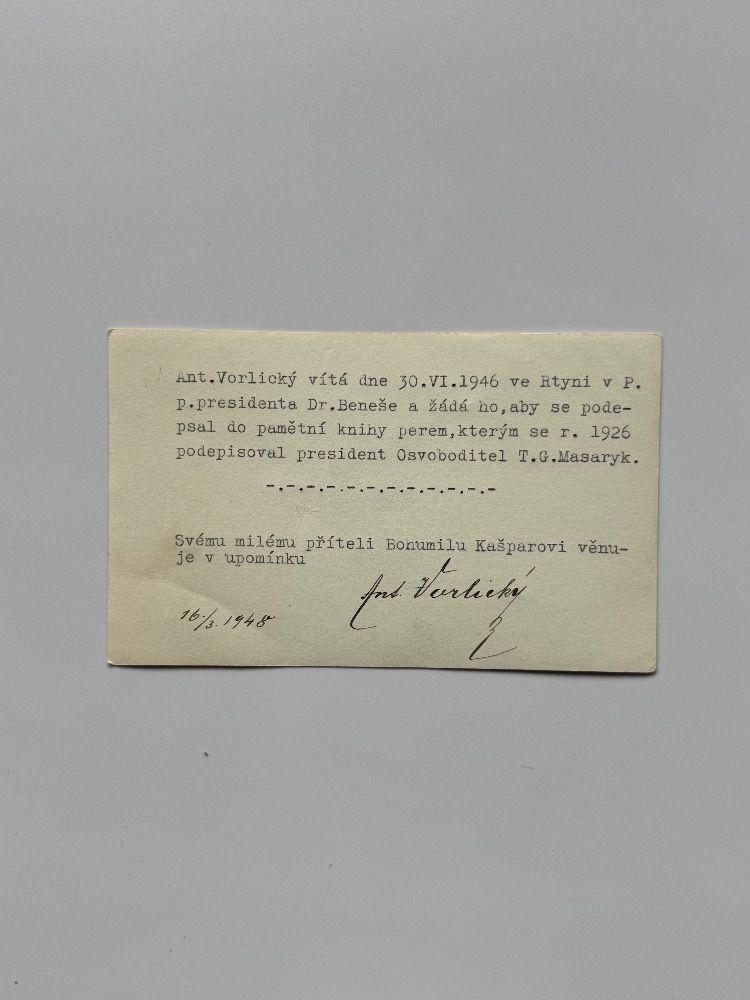 Ant.Vorlický vítá dne 30.VI.1946 ve Rtyni v P.
p.presidenta Dr.Beneše a žádá ho,aby se pode-
psal do pamětní knihy perem,kterým se r. 1926
podepisoval president Osvoboditel T.G.Masaryk.
-.-.-.-.-.-.-.-.-.-.-.-
Svému milému příteli Bohumilu Kašparovi věnu-
je v upomínku
Ant. Vorlický
16/3. 1948